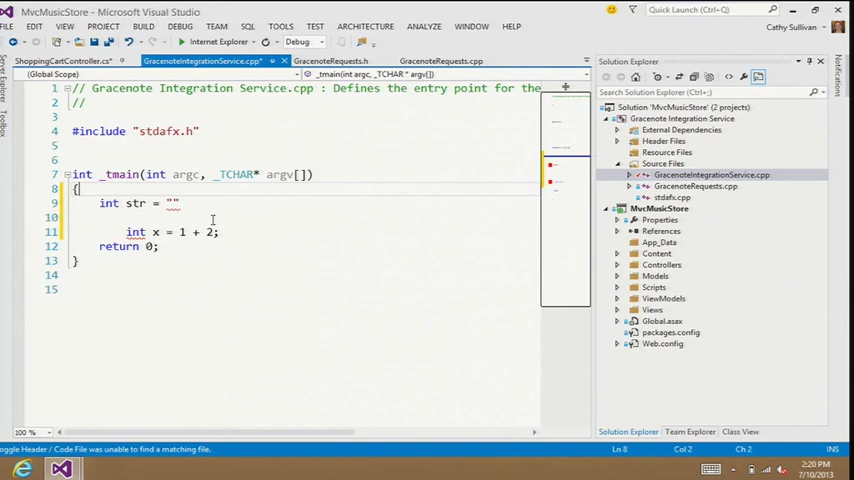 MvcMusicStore - Microsoft Visual Studio
Quick Launch (Ctrl+Q)
FILE EDIT VIEW PROJECT BUILD DEBUG TEAM SQL TOOLS TEST ARCHITECTURE ANALYZE WINDOW HELP
Cathy Sullivan
Internet Explorer
Debug
ShoppingCartController.cs*
GracenoteIntegrationService.cpp*
GracenoteRequests.h
GracenoteRequests.cpp
(Global Scope)
_tmain(int argc, _TCHAR * argv[])
Server Explorer
Toolbox
1 // Gracenote Integration Service.cpp : Defines the entry point for the
2 //
3
4 #include "stdafx.h"
5
6
7 int _tmain(int argc, _TCHAR* argv[])
8 {
9 int str = ""
10
11 int x = 1 + 2;
12 return 0;
13 }
14
15
100 %
Solution Explorer
Search Solution Explorer (Ctrl+;)
Solution 'MvcMusicStore' (2 projects)
Gracenote Integration Service
External Dependencies
Header Files
Resource Files
Source Files
GracenoteIntegrationService.cpp
GracenoteRequests.cpp
stdafx.cpp
MvcMusicStore
Properties
References
App_Data
Content
Controllers
Models
Scripts
ViewModels
Views
Global.asax
packages.config
Web.config
Solution Explorer Team Explorer Class View
Notifications
oggle Header / Code File was unable to find a matching file.
Ln 8 Col 2 Ch 2 INS
2:20 PM
7/10/2013